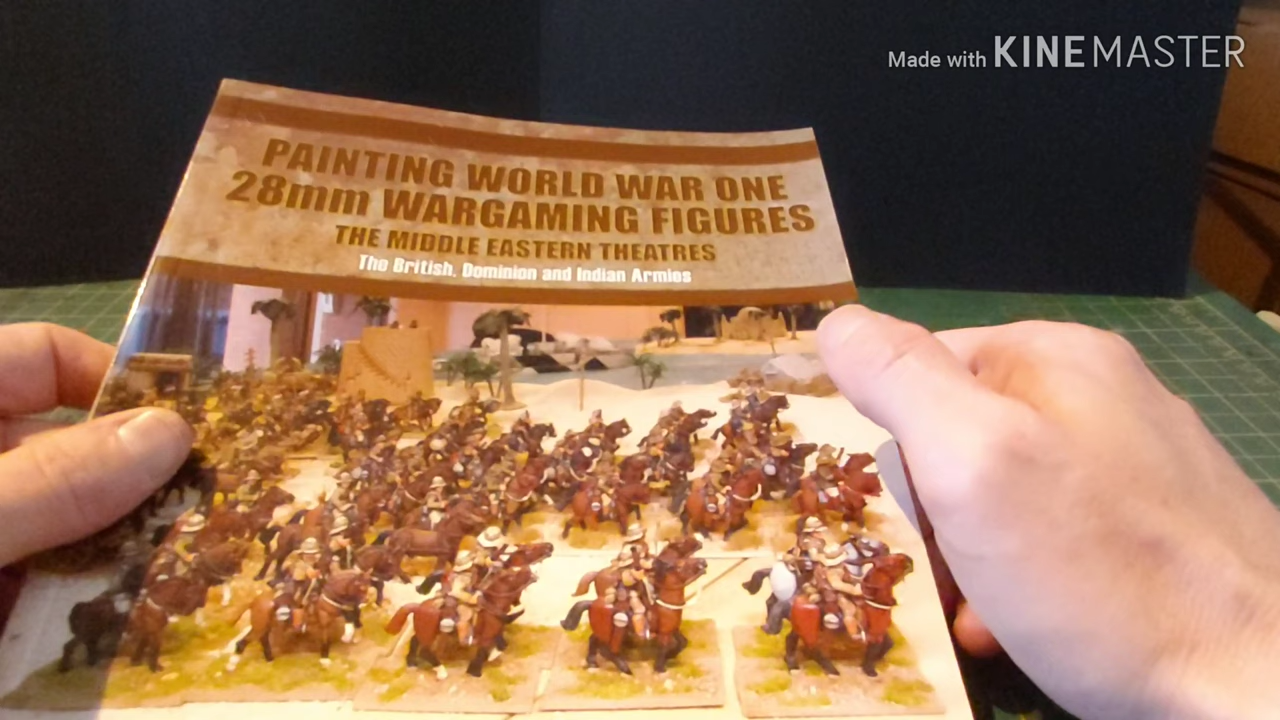 Made with KINEMASTER
PAINTING WORLD WAR ONE
28mm WARGAMING FIGURES
THE MIDDLE EASTERN THEATRES
The British, Dominion and Indian Armies